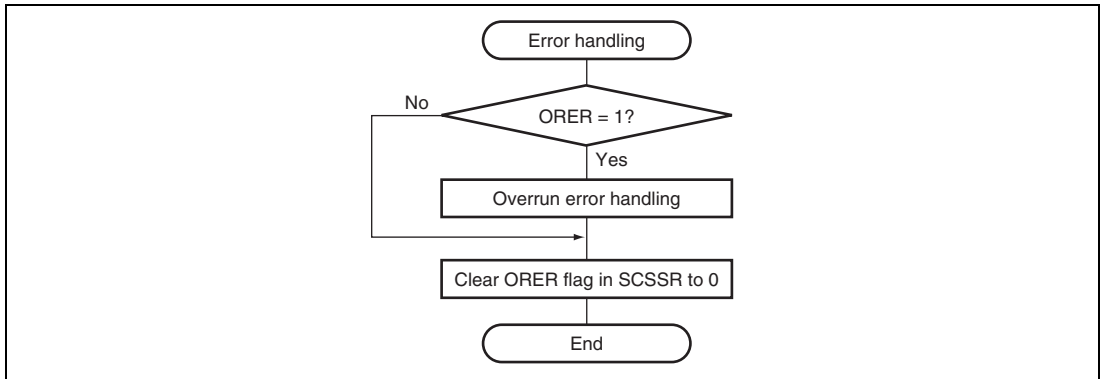 Error handling
No
ORER = 1?
Yes
Overrun error handling
Clear ORER flag in SCSSR to 0
End